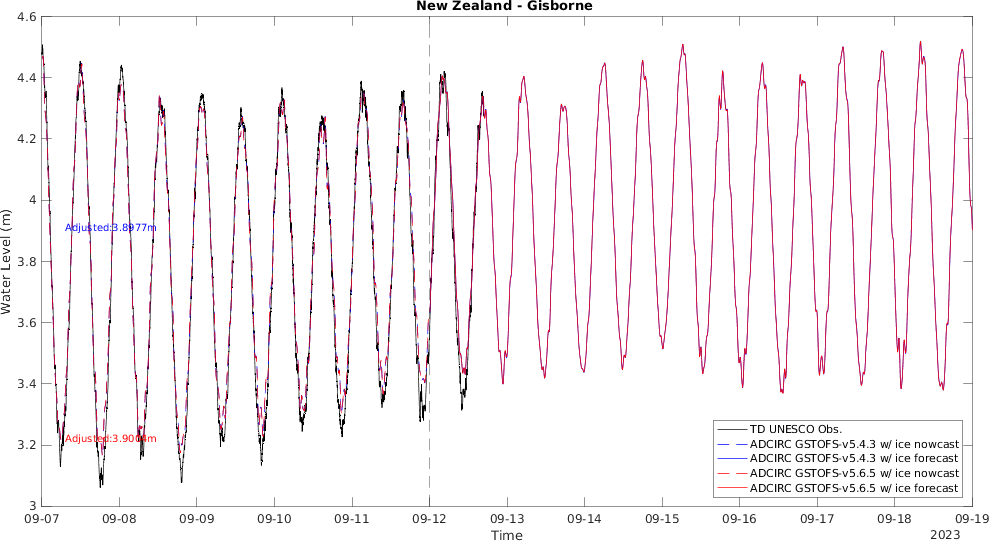 New Zealand - Gisborne
4.6
4.4
4.2
4
3.8
3.6
3.4
3.2
3
Water Level (m)
Adjusted:3.8977m
Adjusted:3.9004m
TD UNESCO Obs.
ADCIRC GSTOFS-v5.4.3 w/ ice nowcast
ADCIRC GSTOFS-v5.4.3 w/ ice forecast
ADCIRC GSTOFS-v5.6.5 w/ ice nowcast
ADCIRC GSTOFS-v5.6.5 w/ ice forecast
09-07 09-08 09-09 09-10 09-11 09-12 09-13 09-14 09-15 09-16 09-17 09-18 09-19
Time
2023